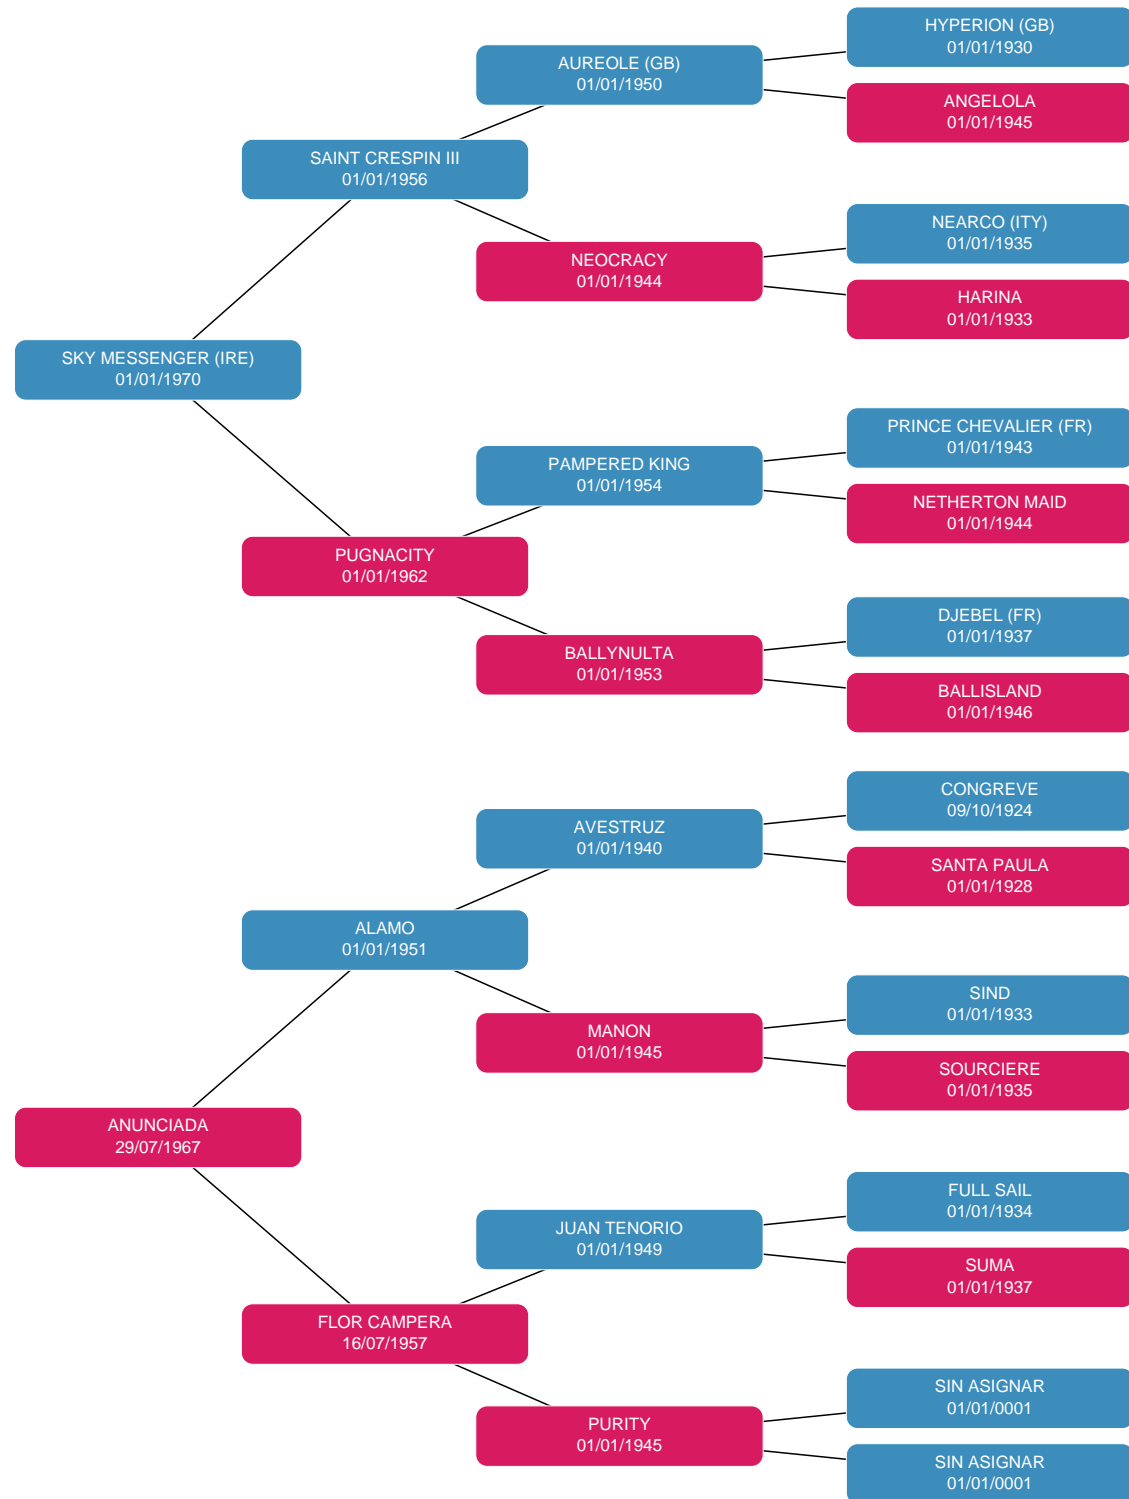 HYPERION (GB)
01/01/1930
AUREOLE (GB)
01/01/1950
ANGELOLA
01/01/1945
SAINT CRESPIN III
01/01/1956
NEARCO (ITY)
01/01/1935
NEOCRACY
01/01/1944
HARINA
01/01/1933
SKY MESSENGER (IRE)
01/01/1970
PRINCE CHEVALIER (FR)
01/01/1943
PAMPERED KING
01/01/1954
NETHERTON MAID
01/01/1944
PUGNACITY
01/01/1962
DJEBEL (FR)
01/01/1937
BALLYNULTA
01/01/1953
BALLISLAND
01/01/1946
CONGREVE
09/10/1924
AVESTRUZ
01/01/1940
SANTA PAULA
01/01/1928
ALAMO
01/01/1951
SIND
01/01/1933
MANON
01/01/1945
SOURCIERE
01/01/1935
ANUNCIADA
29/07/1967
FULL SAIL
01/01/1934
JUAN TENORIO
01/01/1949
SUMA
01/01/1937
FLOR CAMPERA
16/07/1957
SIN ASIGNAR
01/01/0001
PURITY
01/01/1945
SIN ASIGNAR
01/01/0001